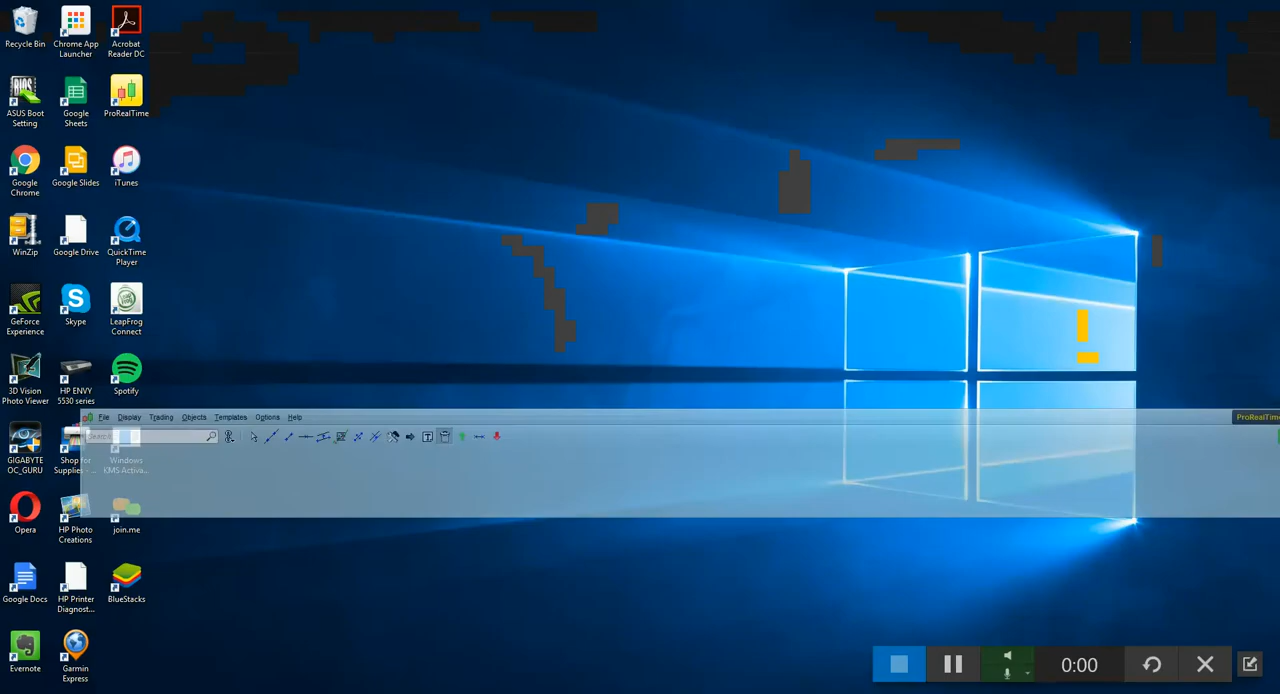 Recycle Bin
Chrome App
Launcher
Acrobat
Reader DC
ASUS Boot
Setting
Google
Sheets
ProRealTime
Google
Chrome
Google Slides
iTunes
WinZip
Google Drive
QuickTime
Player
GeForce
Experience
Skype
LeapFrog
Connect
3D Vision
Photo Viewer
HP ENVY
5530 series
Spotify
File Display Trading Objects Templates Options Help
ProRealTime
Search
GIGABYTE
OC_GURU
Shop for
Supplies - ...
Windows
KMS Activa...
Opera
HP Photo
Creations
join.me
Google Docs
HP Printer
Diagnost...
BlueStacks
Evernote
Garmin
Express
0:00